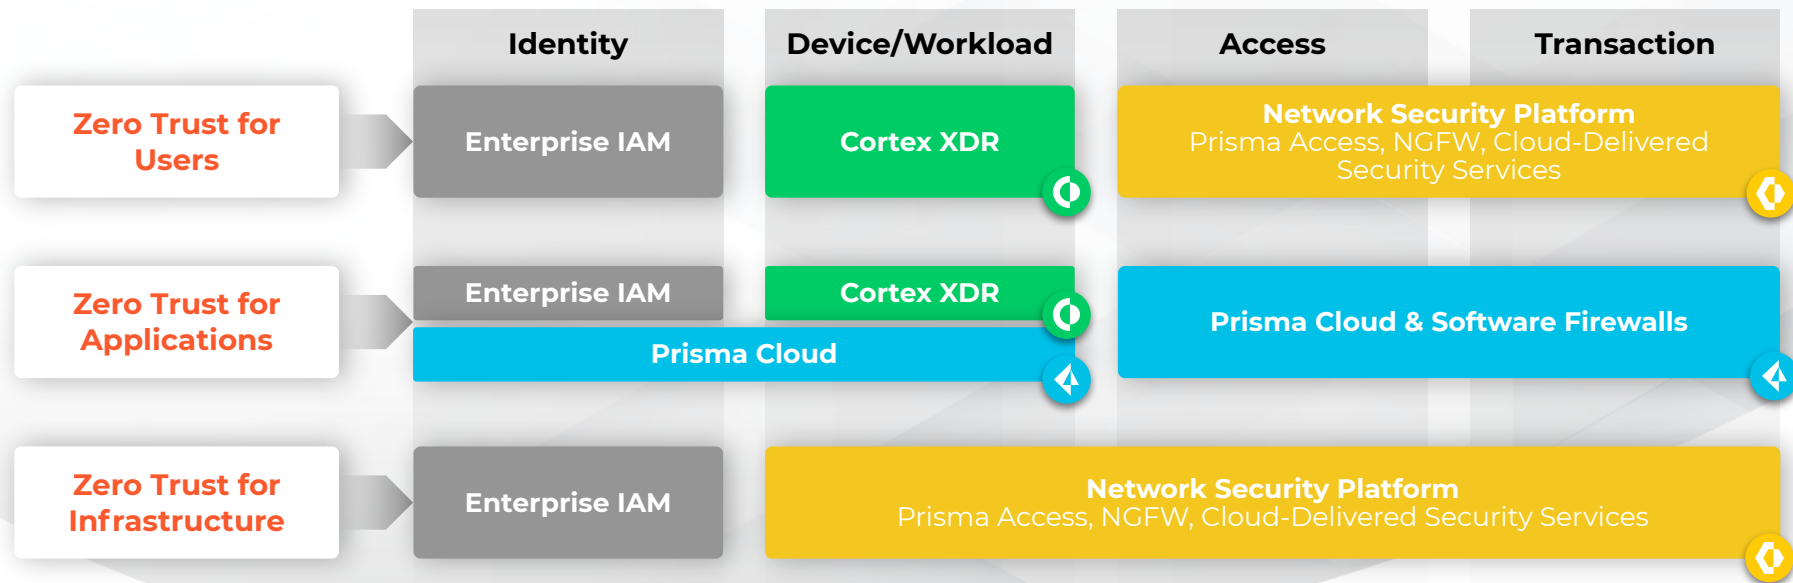 Identity
Device/Workload
Access
Transaction
Zero Trust for
Users
Enterprise IAM
Cortex XDR
Network Security Platform
Prisma Access, NGFW, Cloud-Delivered
Security Services
Zero Trust for
Applications
Enterprise IAM
Cortex XDR
Prisma Cloud
Prisma Cloud & Software Firewalls
Zero Trust for
Infrastructure
Enterprise IAM
Network Security Platform
Prisma Access, NGFW, Cloud-Delivered Security Services